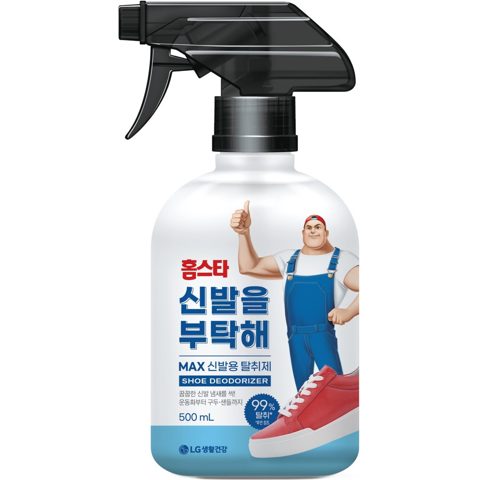 홈스타
신발을
부탁해
MAX 신발용 탈취제
SHOE DEODORIZER
꿉꿉한 신발 냄새를 싹!
운동화부터 구두·샌들까지
500 mL
99%
탈취*
LG생활건강